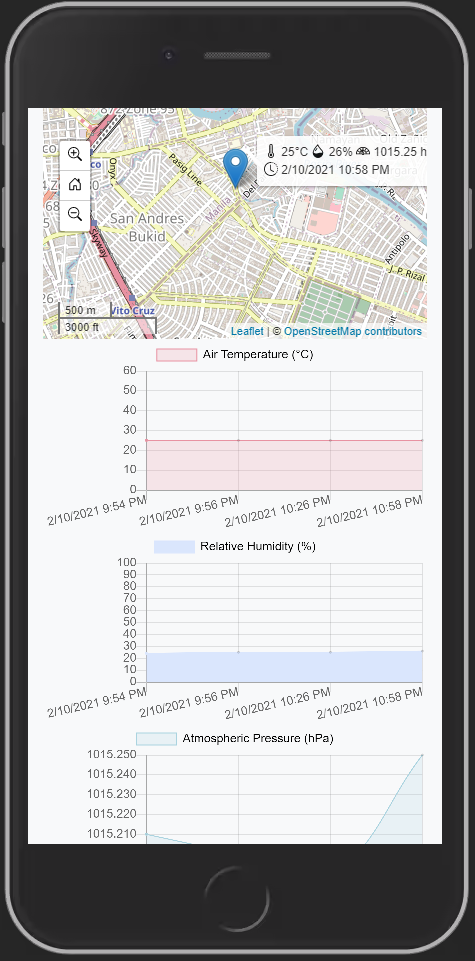 872 Zone 95
Onyx
Pasig Line
25°C 26% 1015.25 h
2/10/2021 10:58 PM
Manila
Del P
San Andres
Bukid
Skyway
Antipolo
J. P. Rizal
Vito Cruz
500 m
3000 ft
Leaflet | © OpenStreetMap contributors
Air Temperature (°C)
60
50
40
30
20
10
0
2/10/2021 9:54 PM
2/10/2021 9:56 PM
2/10/2021 10:26 PM
2/10/2021 10:58 PM
Relative Humidity (%)
100
90
80
70
60
50
40
30
20
10
0
2/10/2021 9:54 PM
2/10/2021 9:56 PM
2/10/2021 10:26 PM
2/10/2021 10:58 PM
Atmospheric Pressure (hPa)
1015.250
1015.240
1015.230
1015.220
1015.210